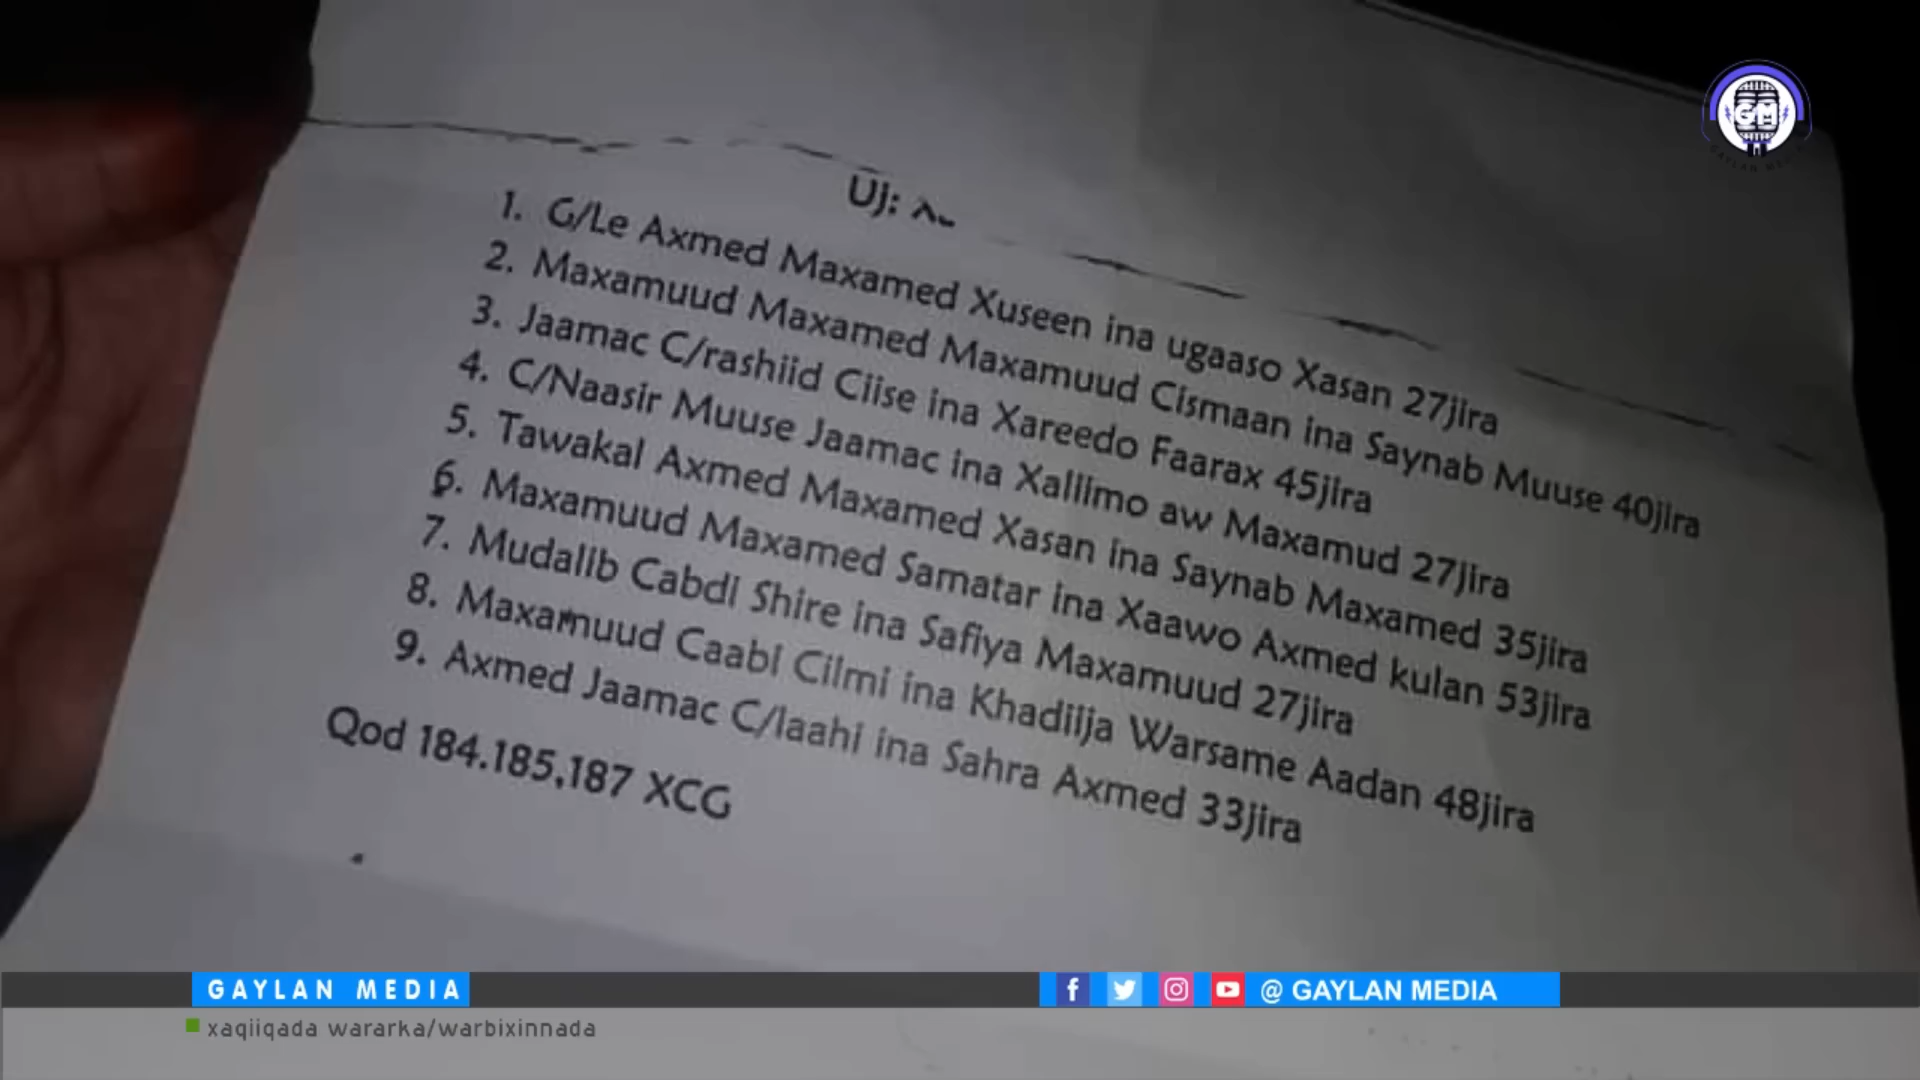 GM
GAYLAN MEDIA
UJ:
1. G/Le Axmed Maxamed Xuseen ina ugaaso Xasan 27jira
2. Maxamuud Maxamed Maxamuud Cismaan ina Saynab Muuse 40jira
3. Jaamac C/rashiid Ciise ina Xareedo Faarax 45jira
4. C/Naasir Muuse Jaamac ina Xaliimo aw Maxamud 27jira
5. Tawakal Axmed Maxamed Xasan ina Saynab Maxamed 35jira
6. Maxamuud Maxamed Samatar ina Xaawo Axmed kulan 53jira
7. Mudalib Cabdi Shire ina Safiya Maxamuud 27jira
8. Maxamuud Caabi Cilmi ina Khadiija Warsame Aadan 48jira
9. Axmed Jaamac C/laahi ina Sahra Axmed 33jira
Qod 184.185,187 XCG
GAYLAN MEDIA
@ GAYLAN MEDIA
xaqiiqada wararka/warbixinnada